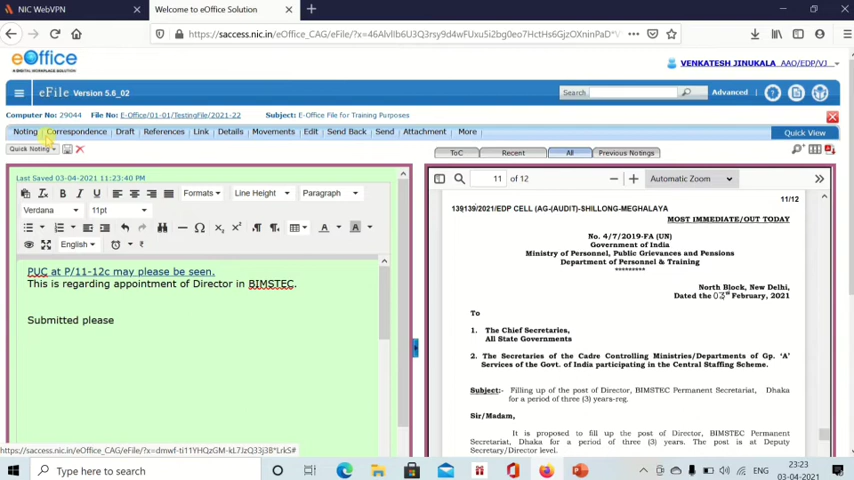 NIC WebVPN
Welcome to eOffice Solution
https://saccess.nic.in/eOffice_CAG/eFile/?x=46AlvIlb6U3Q3rsy9d4wFUxu5i2bg0eo7HctHs6GjzOXninPaD*V
eOffice
A DIGITAL WORKPLACE SOLUTION
VENKATESH JINUKALA AAO/EDP/VJ
eFile Version 5.6_02
Search
Advanced
Computer No: 29044 File No: E-Office/01-01/TestingFile/2021-22 Subject: E-Office File for Training Purposes
Noting Correspondence Draft References Link Details Movements Edit Send Back Send Attachment More
Quick View
Quick Noting
ToC Recent All Previous Notings
Last Saved 03-04-2021 11:23:40 PM
11 of 12 Automatic Zoom
Formats Line Height Paragraph
Verdana 11pt
English
PUC at P/11-12c may please be seen.
This is regarding appointment of Director in BIMSTEC.
Submitted please
11/12
139139/2021/EDP CELL (AG-(AUDIT)-SHILLONG-MEGHALAYA
MOST IMMEDIATE/OUT TODAY
No. 4/7/2019-FA (UN)
Government of India
Ministry of Personnel, Public Grievances and Pensions
Department of Personnel & Training
*********
North Block, New Delhi
Dated the 03rd February, 2021
To
1. The Chief Secretaries,
All State Governments
2. The Secretaries of the Cadre Controlling Ministries/Departments of Gp. 'A'
Services of the Govt. of India participating in the Central Staffing Scheme.
Subject:- Filling up of the post of Director, BIMSTEC Permanent Secretariat, Dhaka
for a period of three (3) years-reg.
Sir/Madam,
It is proposed to fill up the post of Director, BIMSTEC Permanent
Secretariat, Dhaka for a period of three (3) years. The post is at Deputy
Secretary/Director level.
https://saccess.nic.in/eOffice_CAG/eFile/?x=dmwf-ti11YHQzGM-kL7JzQ33j38*LrkS#
Type here to search
ENG
23:23
03-04-2021